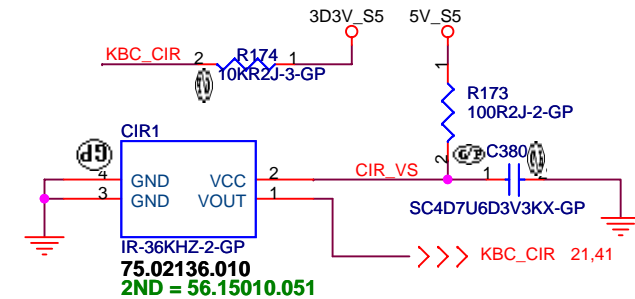 3D3V_S5 5V_S5
KBC_CIR 2 R174 1
10KR2J-3-GP
1
R173
100R2J-2-GP
CIR1
GP 2 G/P C380
4 GND VCC 2 CIR_VS 1 2
3 GND VOUT 1
SC4D7U6D3V3KX-GP
IR-36KHZ-2-GP
KBC_CIR 21,41
75.02136.010
2ND = 56.15010.051